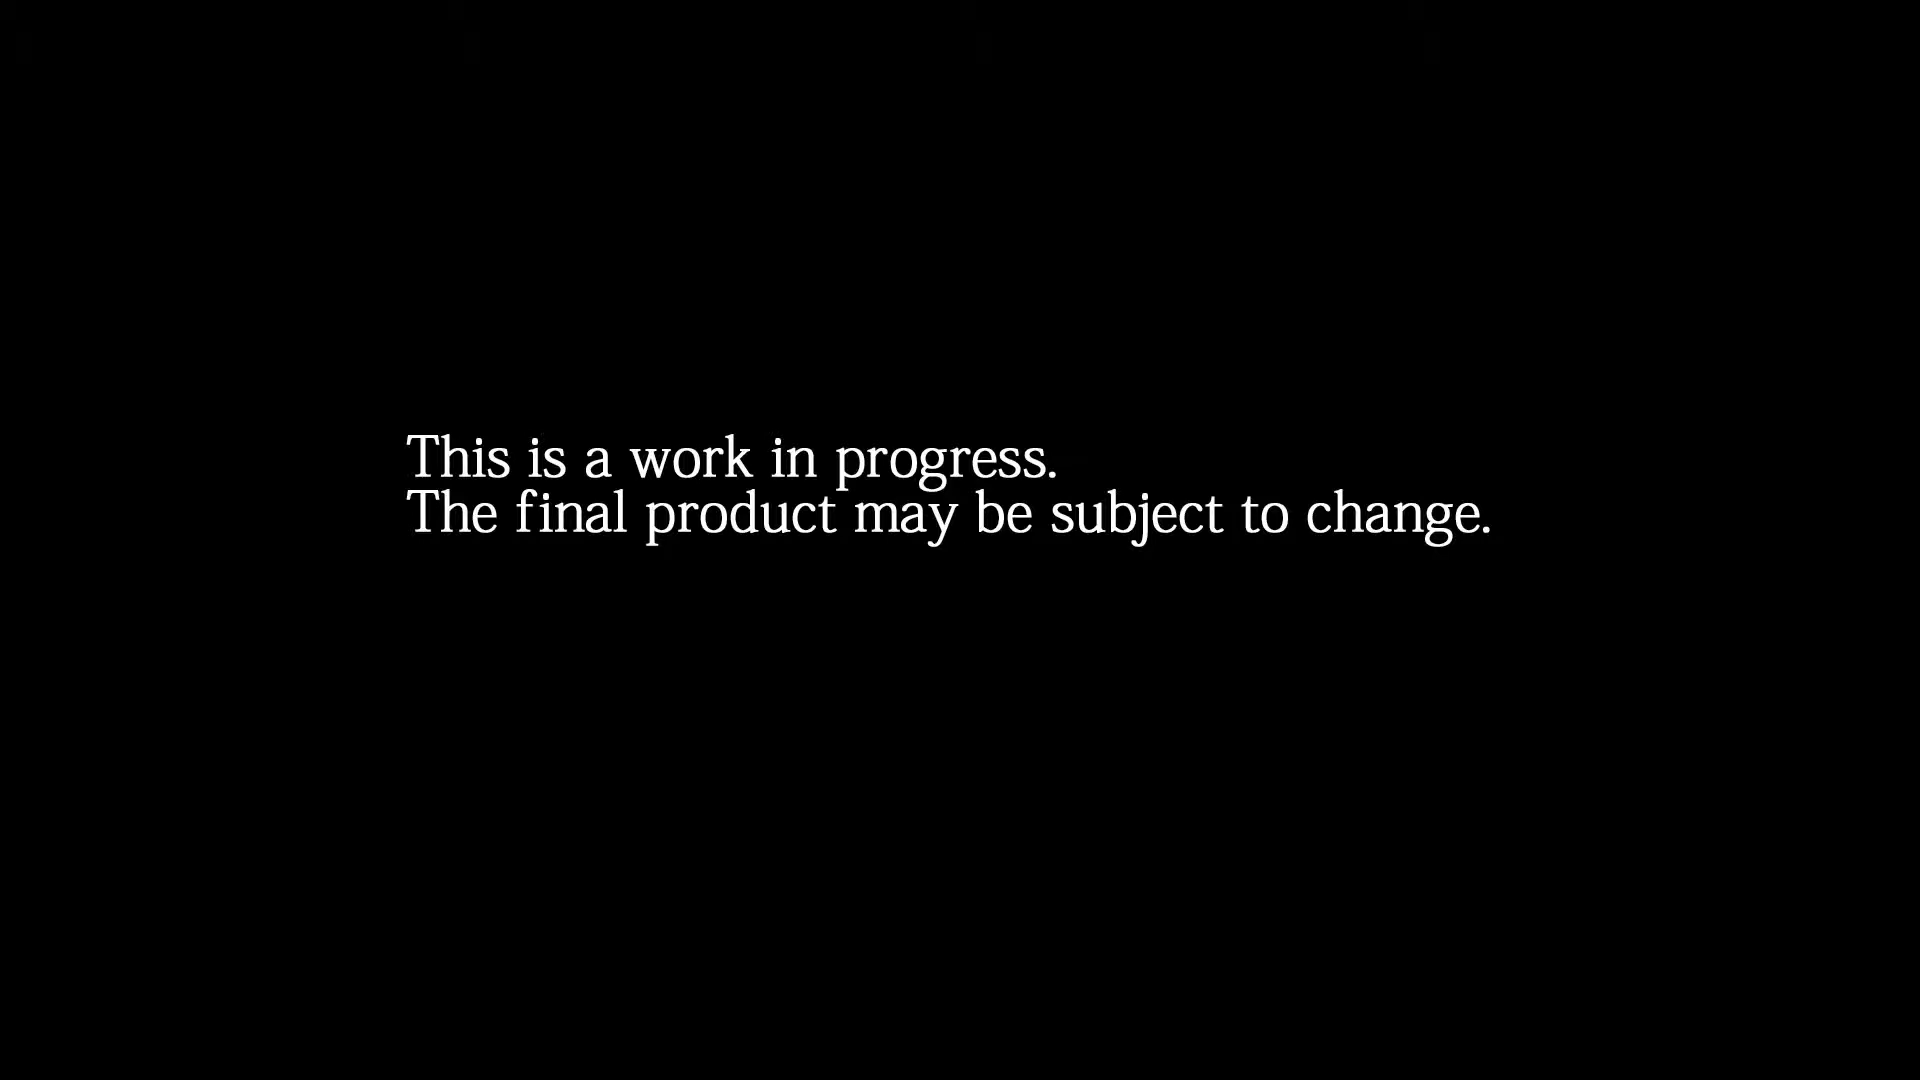 This is a work in progress.
The final product may be subject to change.